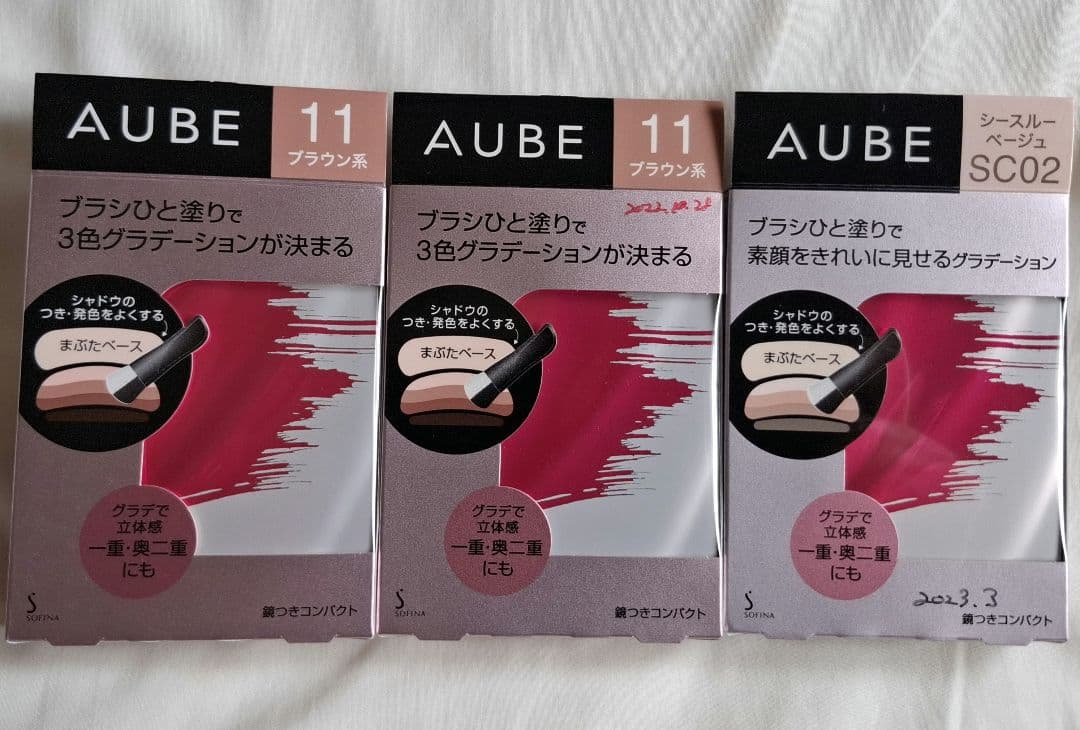 AUBE
11
ブラウン系
ブラシひと塗りで
3色グラデーションが決まる
シャドウの
つき・発色をよくする
まぶたベース
グラデで
立体感
一重・奥二重
にも
S
SOFINA
鏡つきコンパクト
AUBE
11
ブラウン系
2022.10.28
ブラシひと塗りで
3色グラデーションが決まる
シャドウの
つき・発色をよくする
まぶたベース
グラデで
立体感
一重・奥二重
にも
S
SOFINA
鏡つきコンパクト
AUBE
シースルー
ベージュ
SC02
ブラシひと塗りで
素顔をきれいに見せるグラデーション
シャドウの
つき・発色をよくする
まぶたベース
グラデで
立体感
一重・奥二重
にも
2023.3
S
SOFINA
鏡つきコンパクト